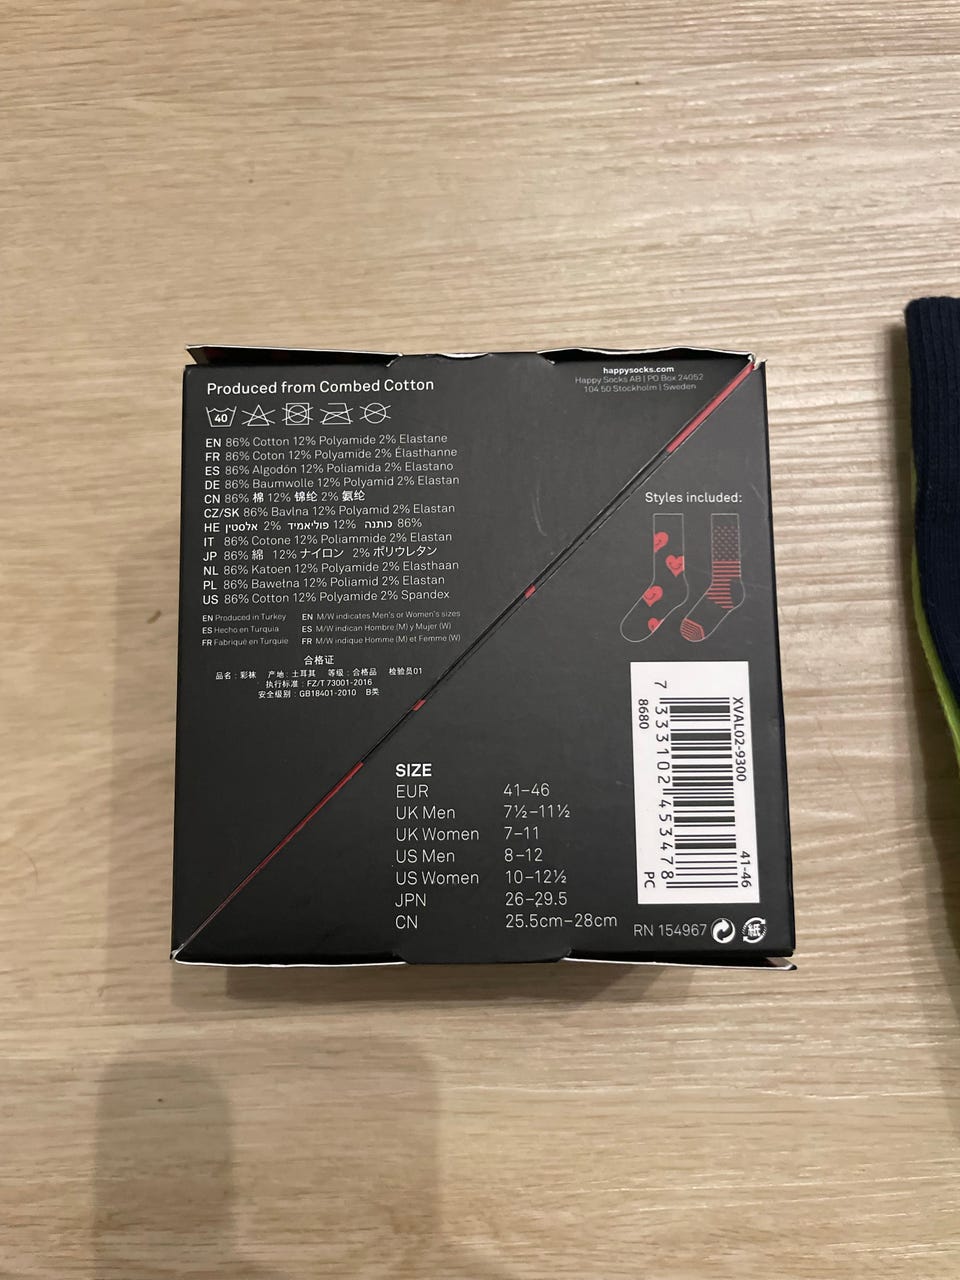 Produced from Combed Cotton
40
EN 86% Cotton 12% Polyamide 2% Elastane
FR 86% Coton 12% Polyamide 2% Élasthanne
ES 86% Algodón 12% Poliamida 2% Elastano
DE 86% Baumwolle 12% Polyamid 2% Elastan
CN 86% 棉 12% 锦纶 2% 氨纶
CZ/SK 86% Bavlna 12% Polyamid 2% Elastan
HE 86% כותנה 12% פוליאמיד 2% אלסטין
IT 86% Cotone 12% Poliammide 2% Elastan
JP 86% 綿 12% ナイロン 2% ポリウレタン
NL 86% Katoen 12% Polyamide 2% Elasthaan
PL 86% Bawełna 12% Poliamid 2% Elastan
US 86% Cotton 12% Polyamide 2% Spandex
EN Produced in Turkey
ES Hecho en Turquia
FR Fabriqué en Turquie
EN M/W indicates Men's or Women's sizes
ES M/W indican Hombre (M) y Mujer (W)
FR M/W indique Homme (M) et Femme (W)
合格证
品名：彩袜 产地：土耳其 等级：合格品 检验员01
执行标准：FZ/T 73001-2016
安全级别：GB18401-2010 B类
happysocks.com
Happy Socks AB | PO Box 24052
104 50 Stockholm | Sweden
Styles included:
XVAL02-9300
41-46
7 333102 453478
8680
PC
SIZE
EUR 41–46
UK Men 7½–11½
UK Women 7–11
US Men 8–12
US Women 10–12½
JPN 26–29.5
CN 25.5cm–28cm
RN 154967
紙